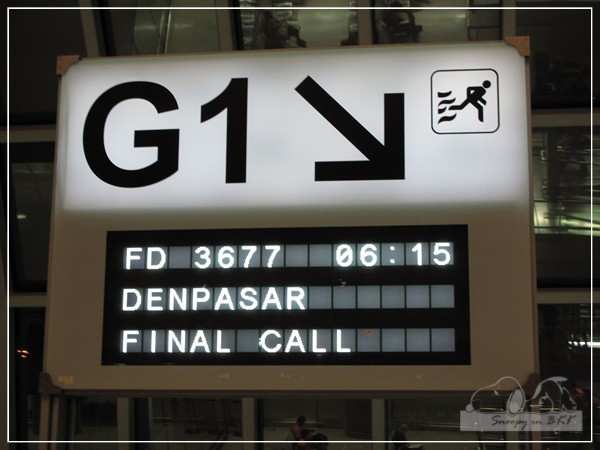 G1
FD 3677 06:15
DENPASAR
FINAL CALL
Snoopy in BKK